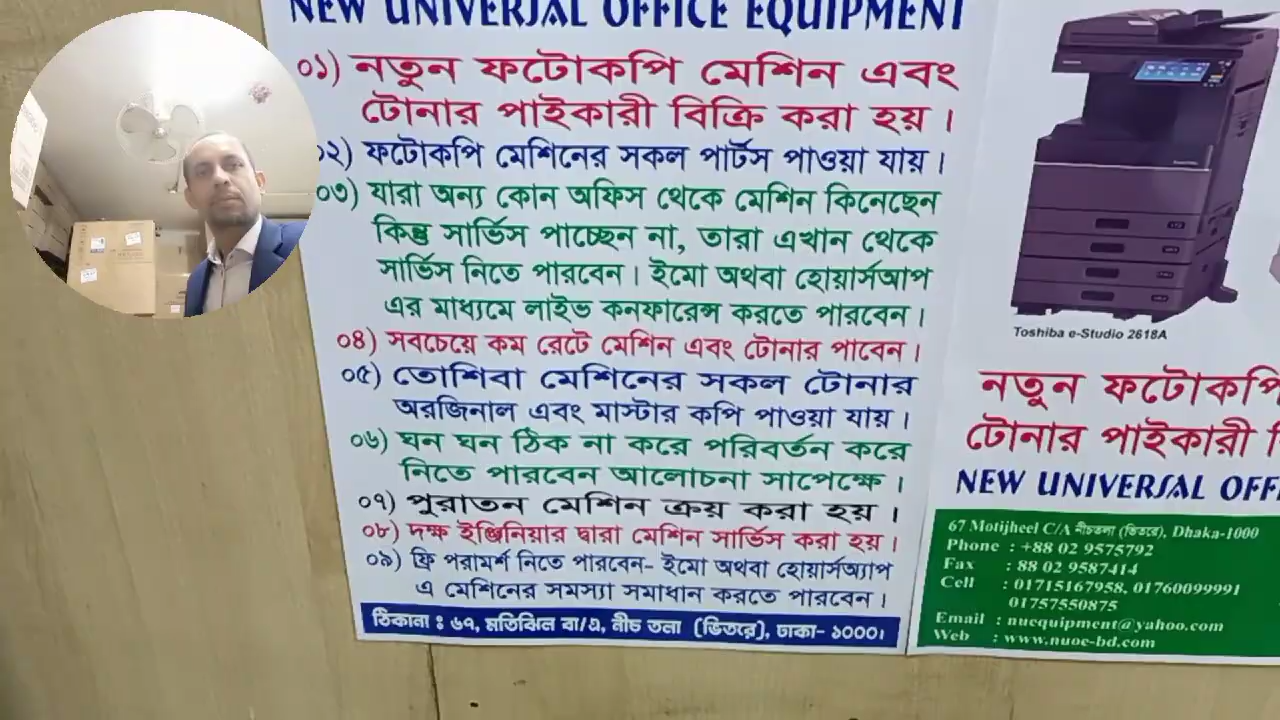 NEW UNIVERSAL OFFICE EQUIPMENT
০১) নতুন ফটোকপি মেশিন এবং
টোনার পাইকারী বিক্রি করা হয়।
০২) ফটোকপি মেশিনের সকল পার্টস পাওয়া যায়।
০৩) যারা অন্য কোন অফিস থেকে মেশিন কিনেছেন
কিন্তু সার্ভিস পাচ্ছেন না, তারা এখান থেকে
সার্ভিস নিতে পারবেন। ইমো অথবা হোয়ার্সআপ
এর মাধ্যমে লাইভ কনফারেন্স করতে পারবেন।
০৪) সবচেয়ে কম রেটে মেশিন এবং টোনার পাবেন।
০৫) তোশিবা মেশিনের সকল টোনার
অরজিনাল এবং মাস্টার কপি পাওয়া যায়।
০৬) ঘন ঘন ঠিক না করে পরিবর্তন করে
নিতে পারবেন আলোচনা সাপেক্ষে।
০৭) পুরাতন মেশিন ক্রয় করা হয়।
০৮) দক্ষ ইঞ্জিনিয়ার দ্বারা মেশিন সার্ভিস করা হয়।
০৯) ফ্রি পরামর্শ নিতে পারবেন- ইমো অথবা হোয়ার্সঅ্যাপ
এ মেশিনের সমস্যা সমাধান করতে পারবেন।
ঠিকানা : ৬৭, মতিঝিল বা/এ, নীচ তলা (ভিতরে), ঢাকা- ১০০০।
Toshiba e-Studio 2618A
নতুন ফটোকপি
টোনার পাইকারী
NEW UNIVERSAL OFF
67 Motijheel C/A নীচতলা (ভিতরে), Dhaka-1000
Phone : +88 02 9575792
Fax : 88 02 9587414
Cell : 01715167958, 01760099991
01757550875
Email : nuequipment@yahoo.com
Web : www.nuoe-bd.com